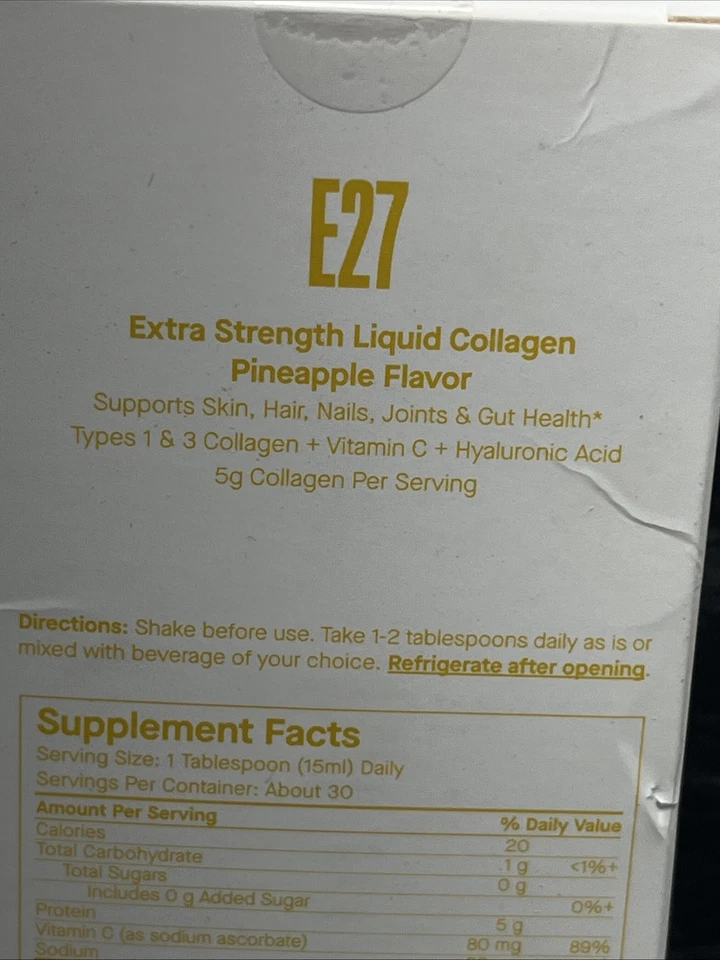 E27
Extra Strength Liquid Collagen
Pineapple Flavor
Supports Skin, Hair, Nails, Joints & Gut Health*
Types 1 & 3 Collagen + Vitamin C + Hyaluronic Acid
5g Collagen Per Serving
Directions: Shake before use. Take 1-2 tablespoons daily as is or
mixed with beverage of your choice. Refrigerate after opening.
Supplement Facts
Serving Size: 1 Tablespoon (15ml) Daily
Servings Per Container: About 30
Amount Per Serving % Daily Value
Calories 20
Total Carbohydrate 1 g <1%+
Total Sugars 0 g
Includes 0 g Added Sugar 0%+
Protein 5 g
Vitamin C (as sodium ascorbate) 80 mg 89%
Sodium